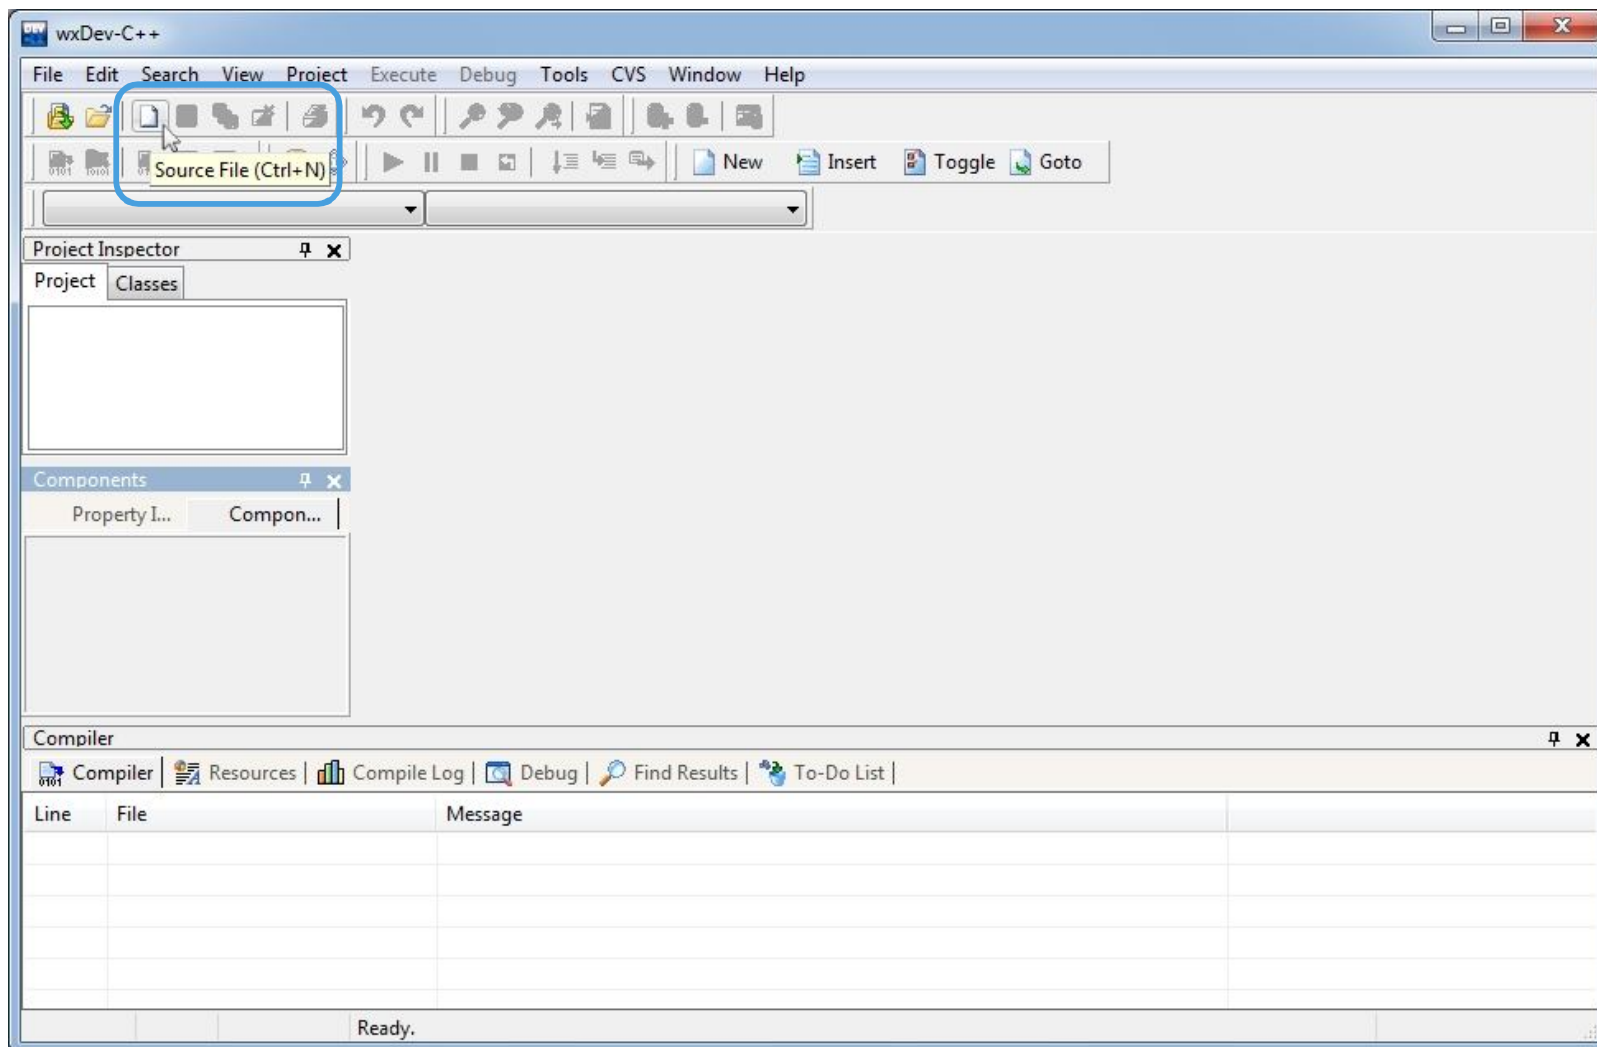 wxDev-C++
File Edit Search View Project Execute Debug Tools CVS Window Help
Source File (Ctrl+N)
New Insert Toggle Goto
Project Inspector
Project Classes
Components
Property I... Compon...
Compiler
Compiler Resources Compile Log Debug Find Results To-Do List
Line File Message
Ready.